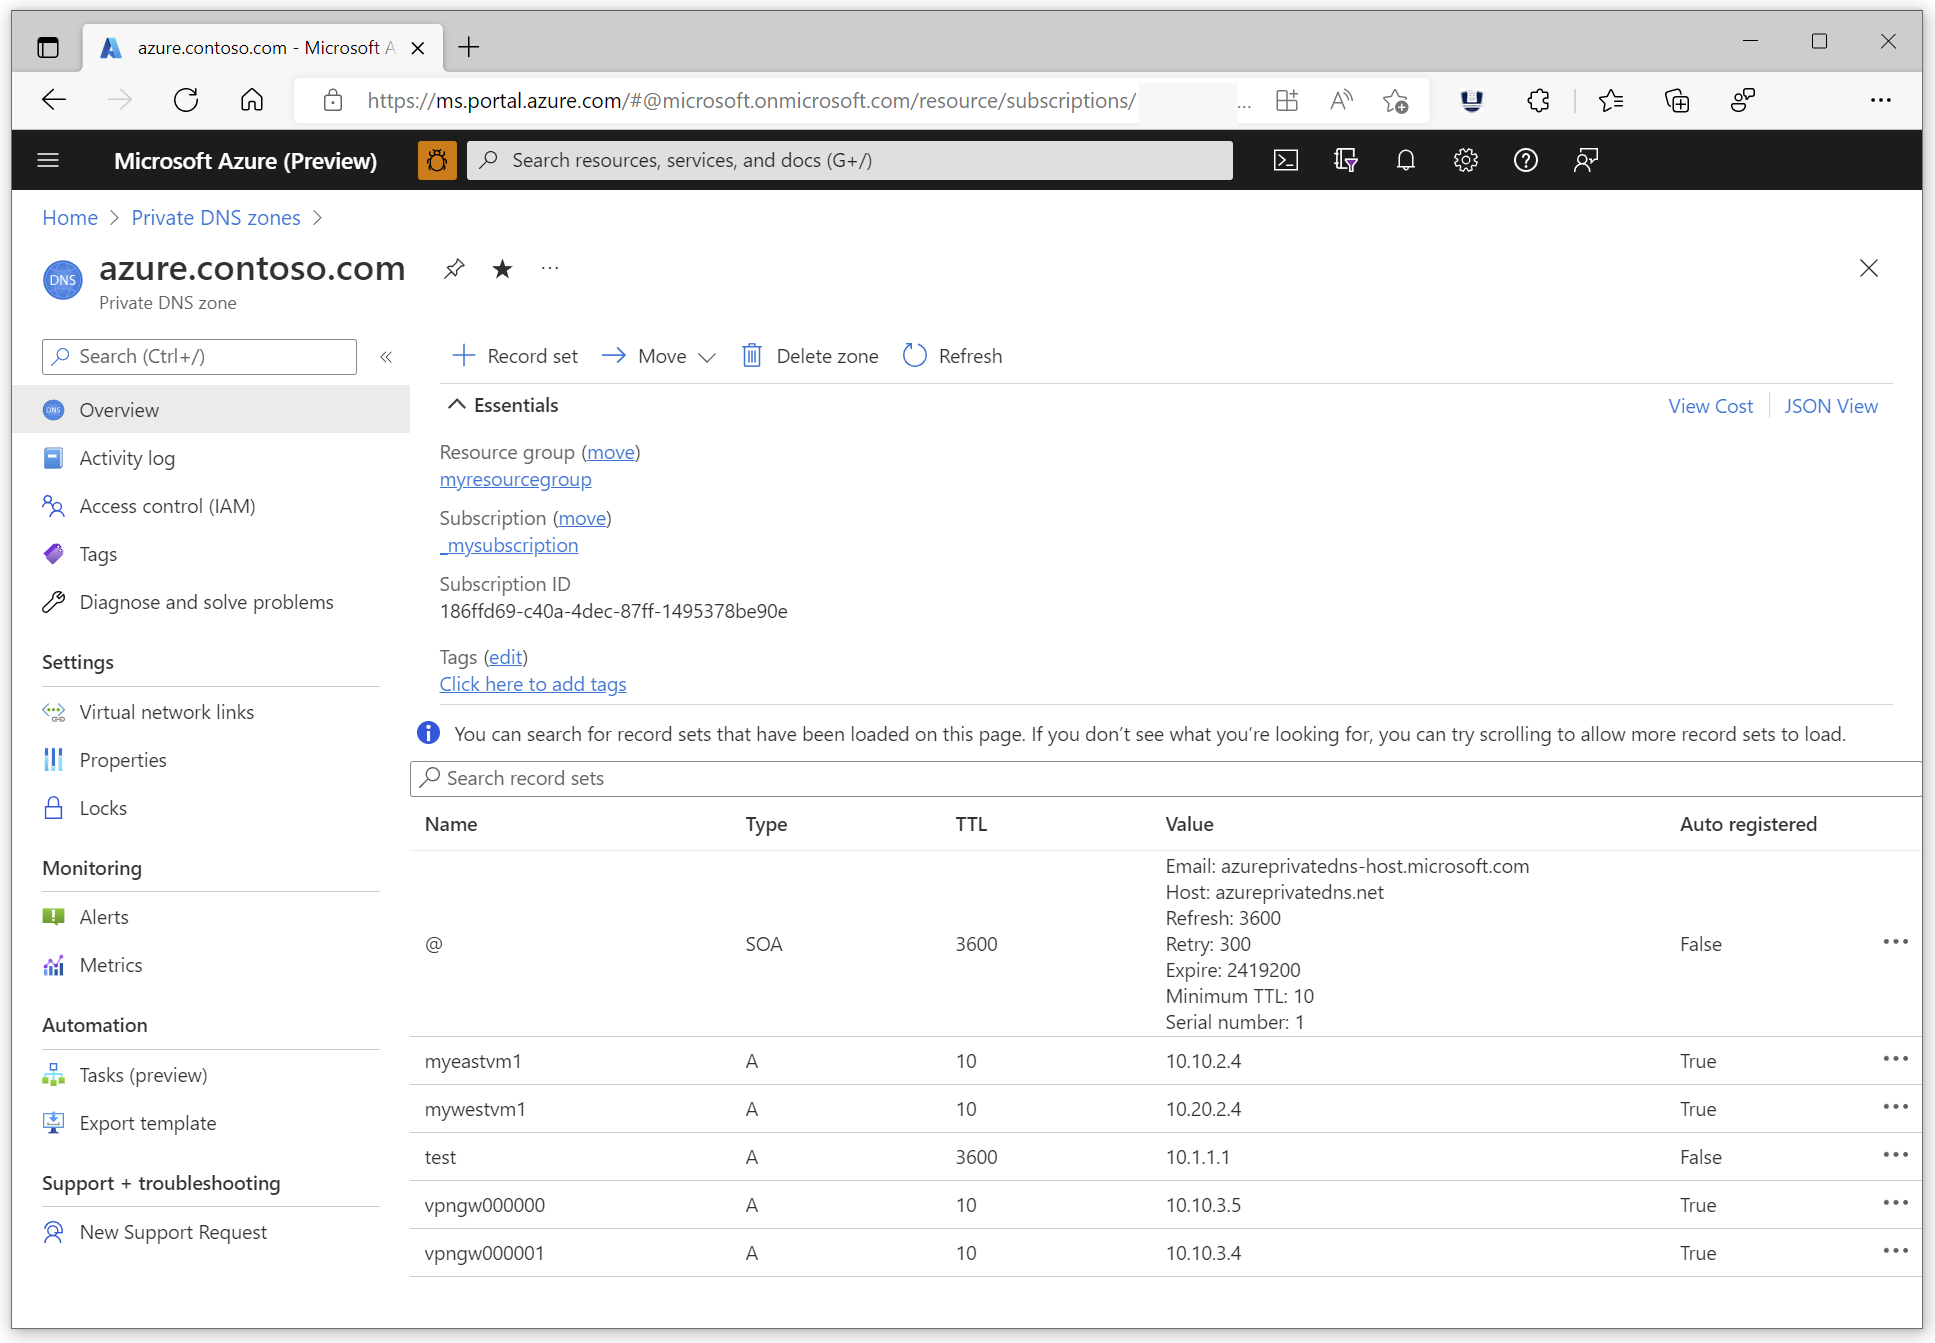 azure.contoso.com - Microsoft A
https://ms.portal.azure.com/#@microsoft.onmicrosoft.com/resource/subscriptions/ ...
Microsoft Azure (Preview)
Search resources, services, and docs (G+/)
Home > Private DNS zones >
DNS
azure.contoso.com
Private DNS zone
Search (Ctrl+/)
«
Record set
Move
Delete zone
Refresh
DNS Overview
Activity log
Access control (IAM)
Tags
Diagnose and solve problems
Settings
Virtual network links
Properties
Locks
Monitoring
Alerts
Metrics
Automation
Tasks (preview)
Export template
Support + troubleshooting
New Support Request
Essentials
View Cost
JSON View
Resource group (move)
myresourcegroup
Subscription (move)
_mysubscription
Subscription ID
186ffd69-c40a-4dec-87ff-1495378be90e
Tags (edit)
Click here to add tags
You can search for record sets that have been loaded on this page. If you don’t see what you’re looking for, you can try scrolling to allow more record sets to load.
Search record sets
Name Type TTL Value Auto registered
Email: azureprivatedns-host.microsoft.com
Host: azureprivatedns.net
Refresh: 3600
@ SOA 3600 Retry: 300 False
Expire: 2419200
Minimum TTL: 10
Serial number: 1
myeastvm1 A 10 10.10.2.4 True
mywestvm1 A 10 10.20.2.4 True
test A 3600 10.1.1.1 False
vpngw000000 A 10 10.10.3.5 True
vpngw000001 A 10 10.10.3.4 True